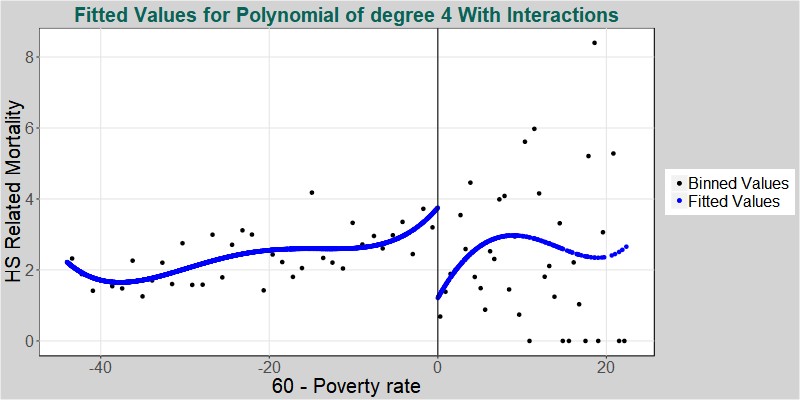 Fitted Values for Polynomial of degree 4 With Interactions
HS Related Mortality
8
6
4
2
0
-40
-20
0
20
60 - Poverty rate
Binned Values
Fitted Values